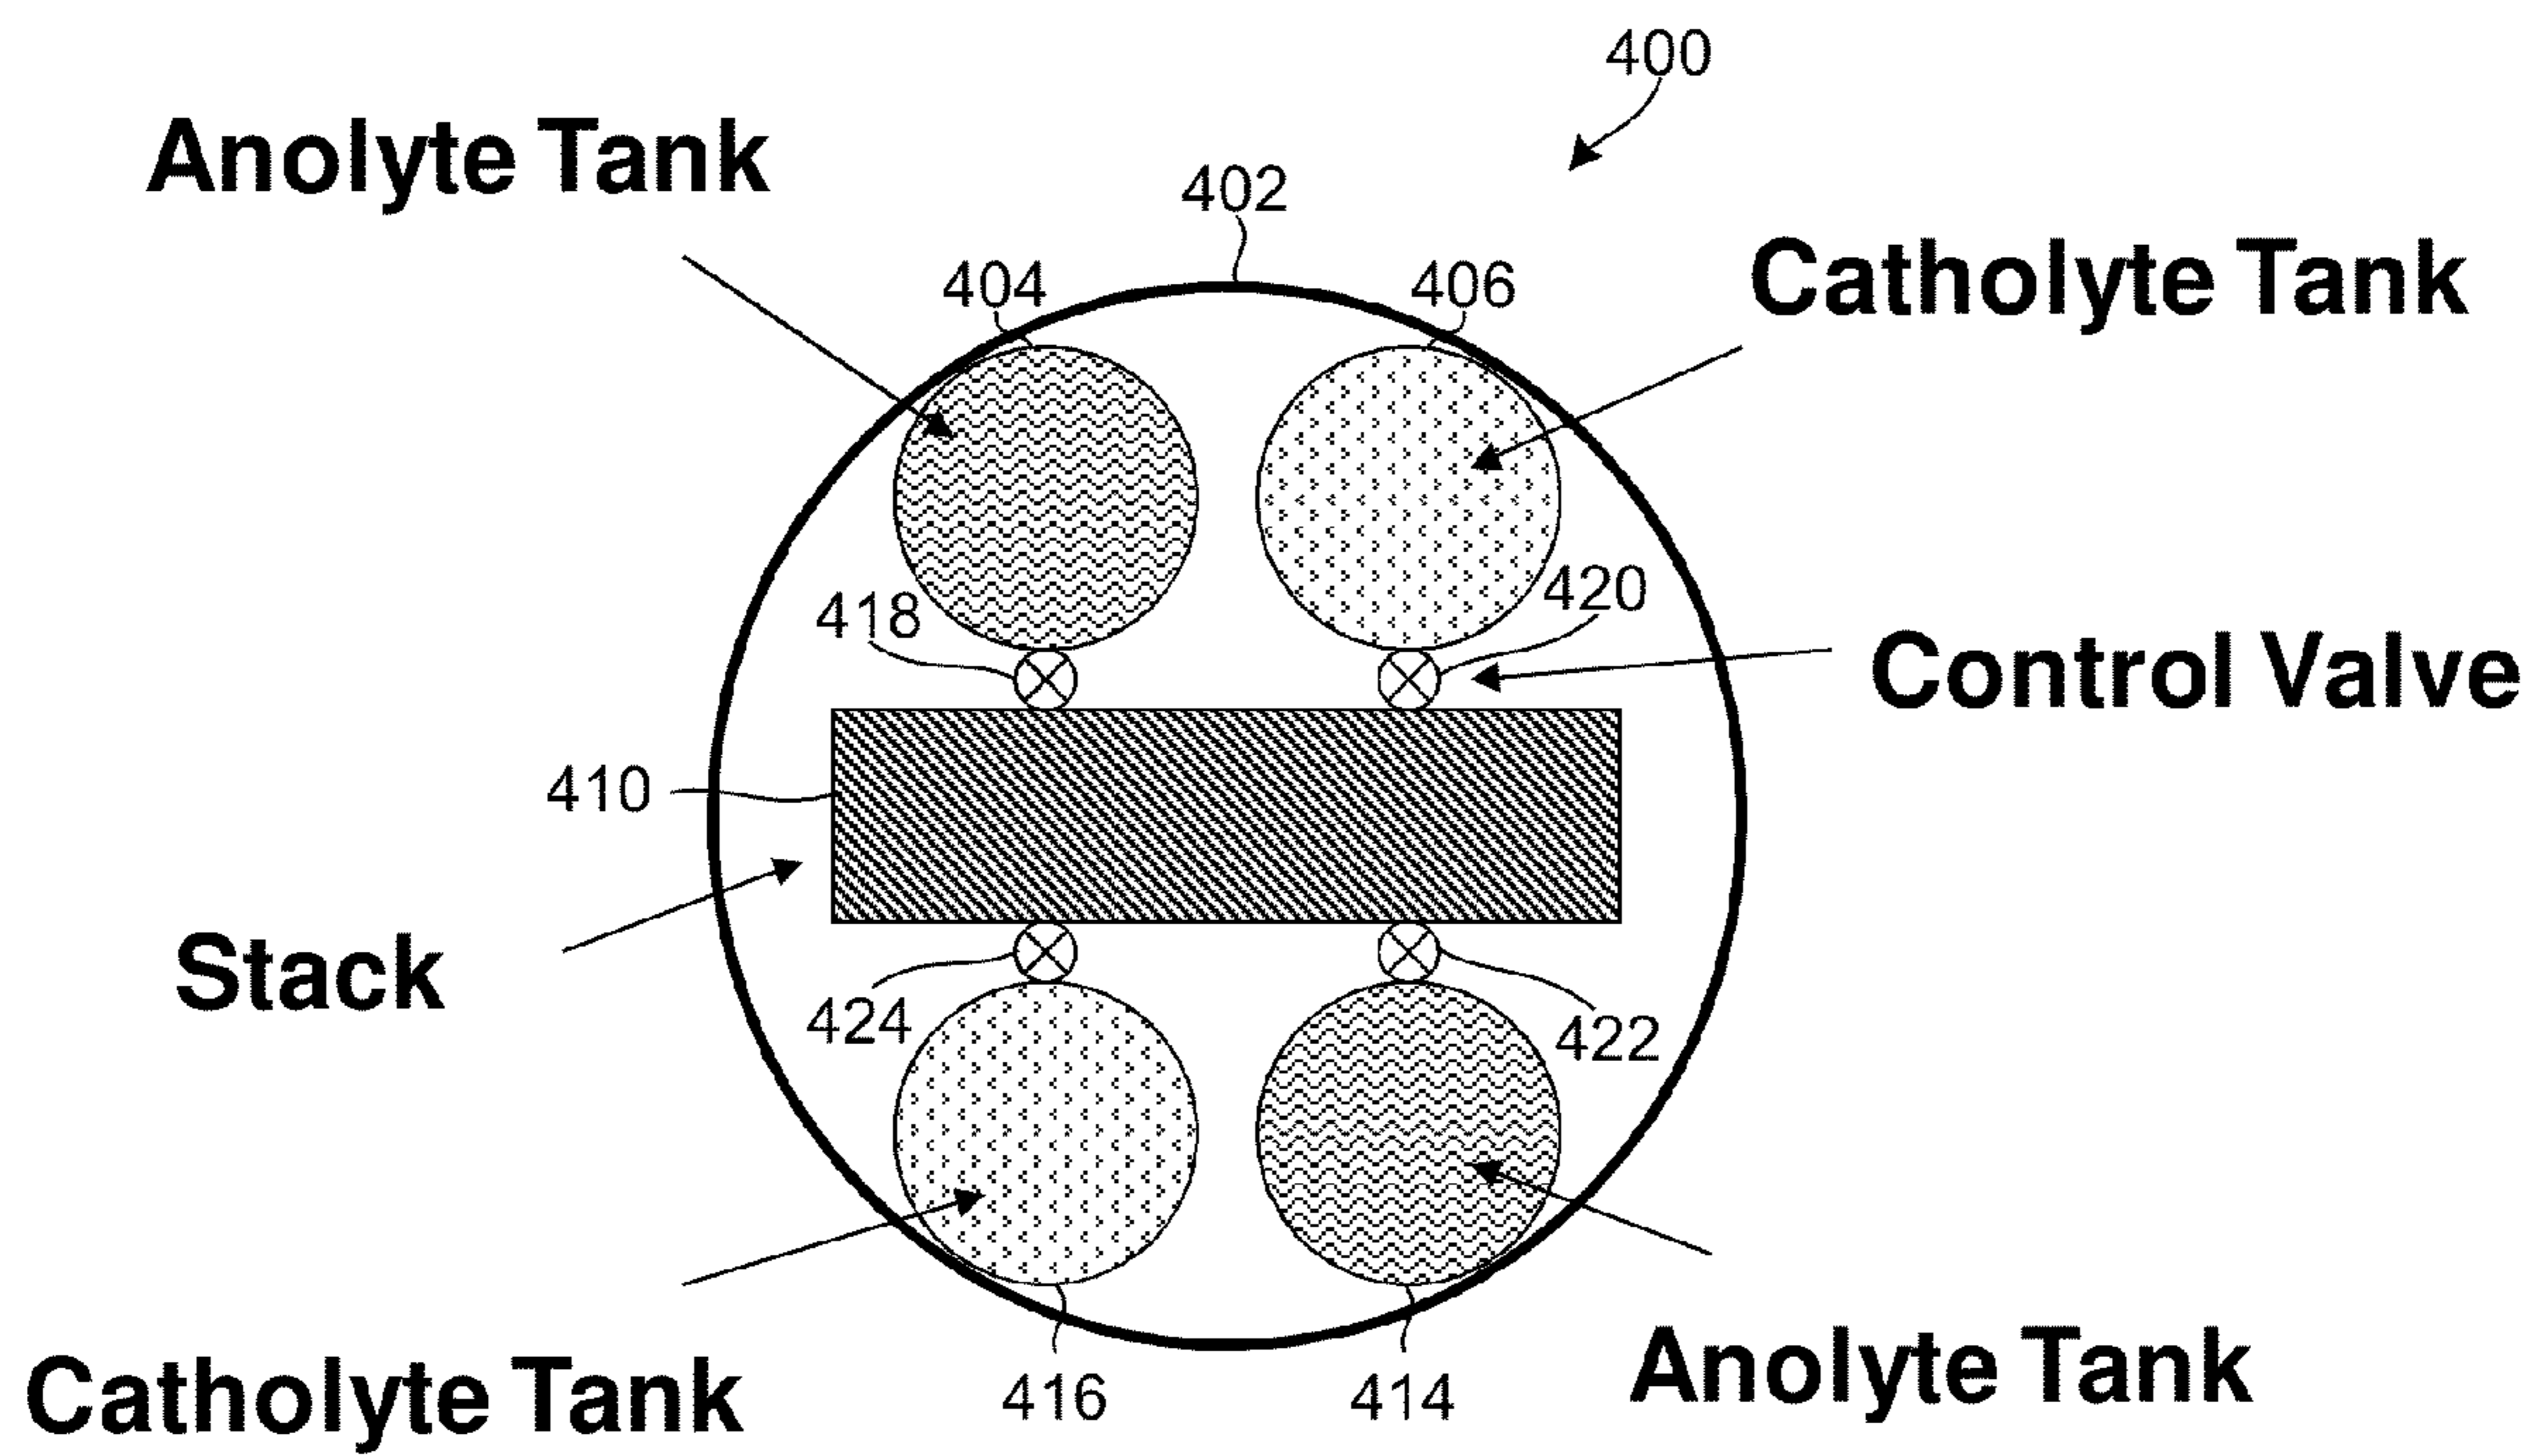 400
Anolyte Tank
402
Catholyte Tank
404
406
420
418
Control Valve
410
Stack
424
422
Catholyte Tank
416
414
Anolyte Tank